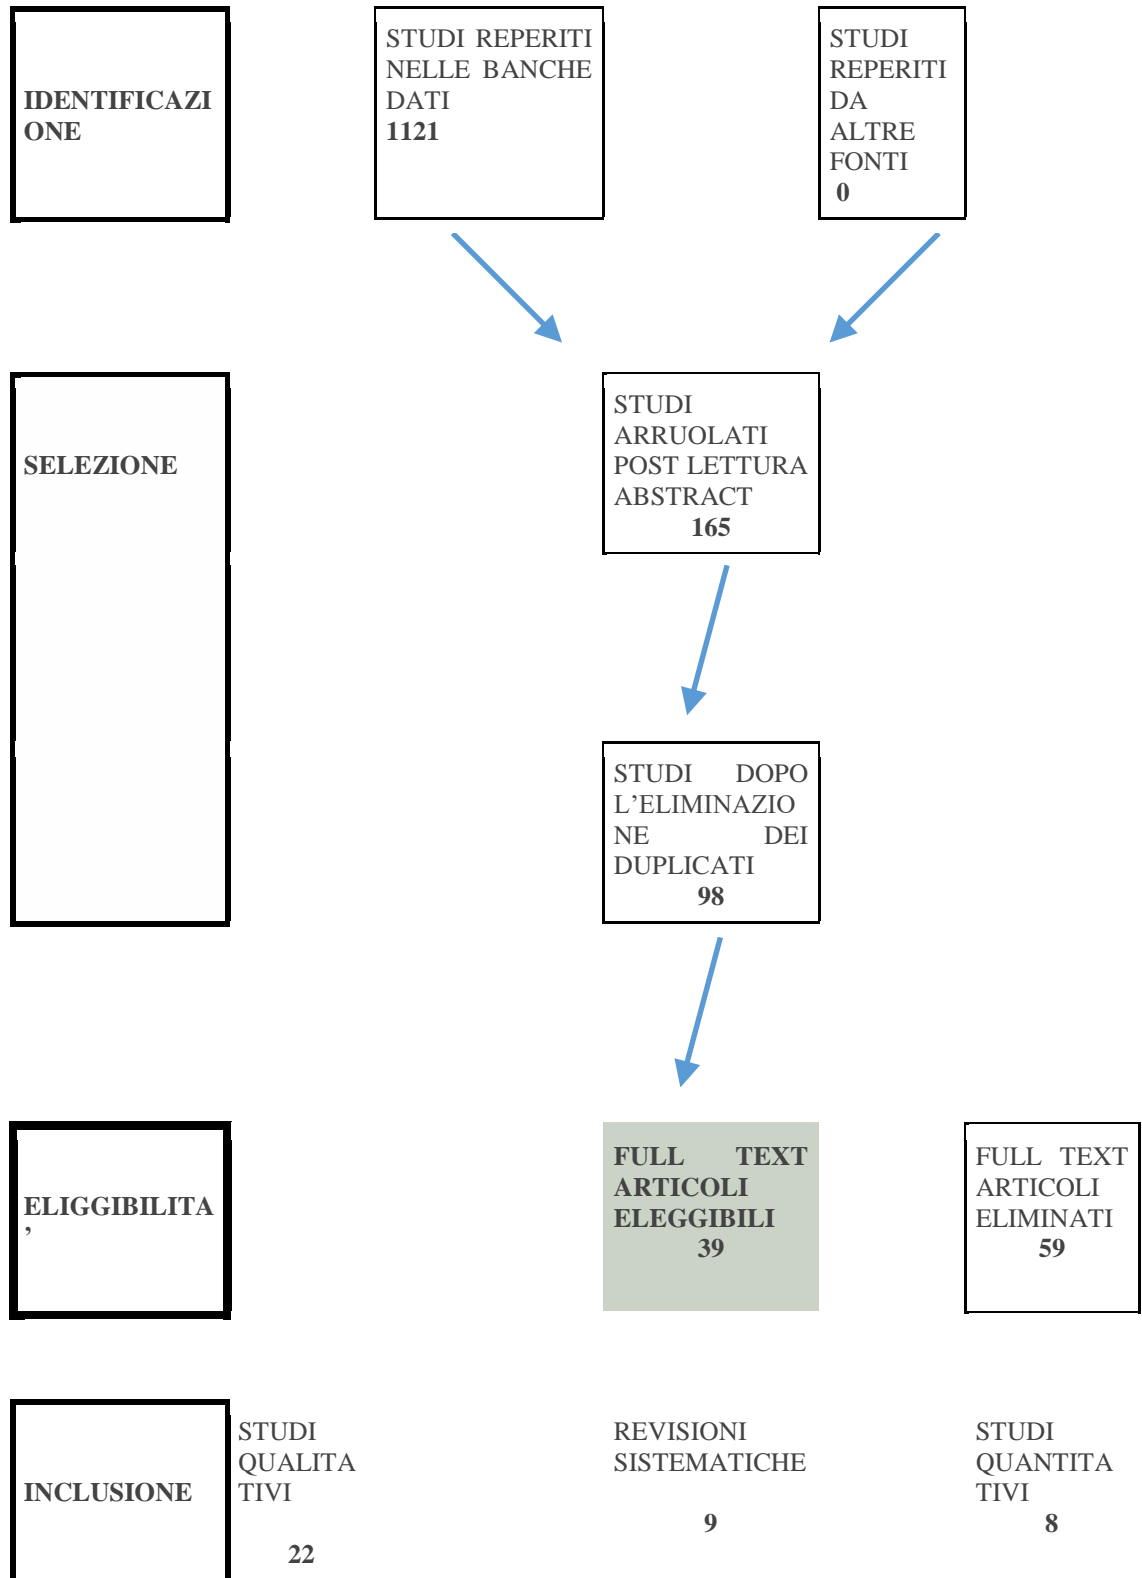 IDENTIFICAZI
ONE
STUDI REPERITI
NELLE BANCHE
DATI
1121
STUDI
REPERITI
DA
ALTRE
FONTI
0
SELEZIONE
STUDI
ARRUOLATI
POST LETTURA
ABSTRACT
165
STUDI DOPO
L’ELIMINAZIO
NE DEI
DUPLICATI
98
ELIGGIBILITA
’
FULL TEXT
ARTICOLI
ELEGGIBILI
39
FULL TEXT
ARTICOLI
ELIMINATI
59
INCLUSIONE
STUDI
QUALITA
TIVI
22
REVISIONI
SISTEMATICHE
9
STUDI
QUANTITA
TIVI
8